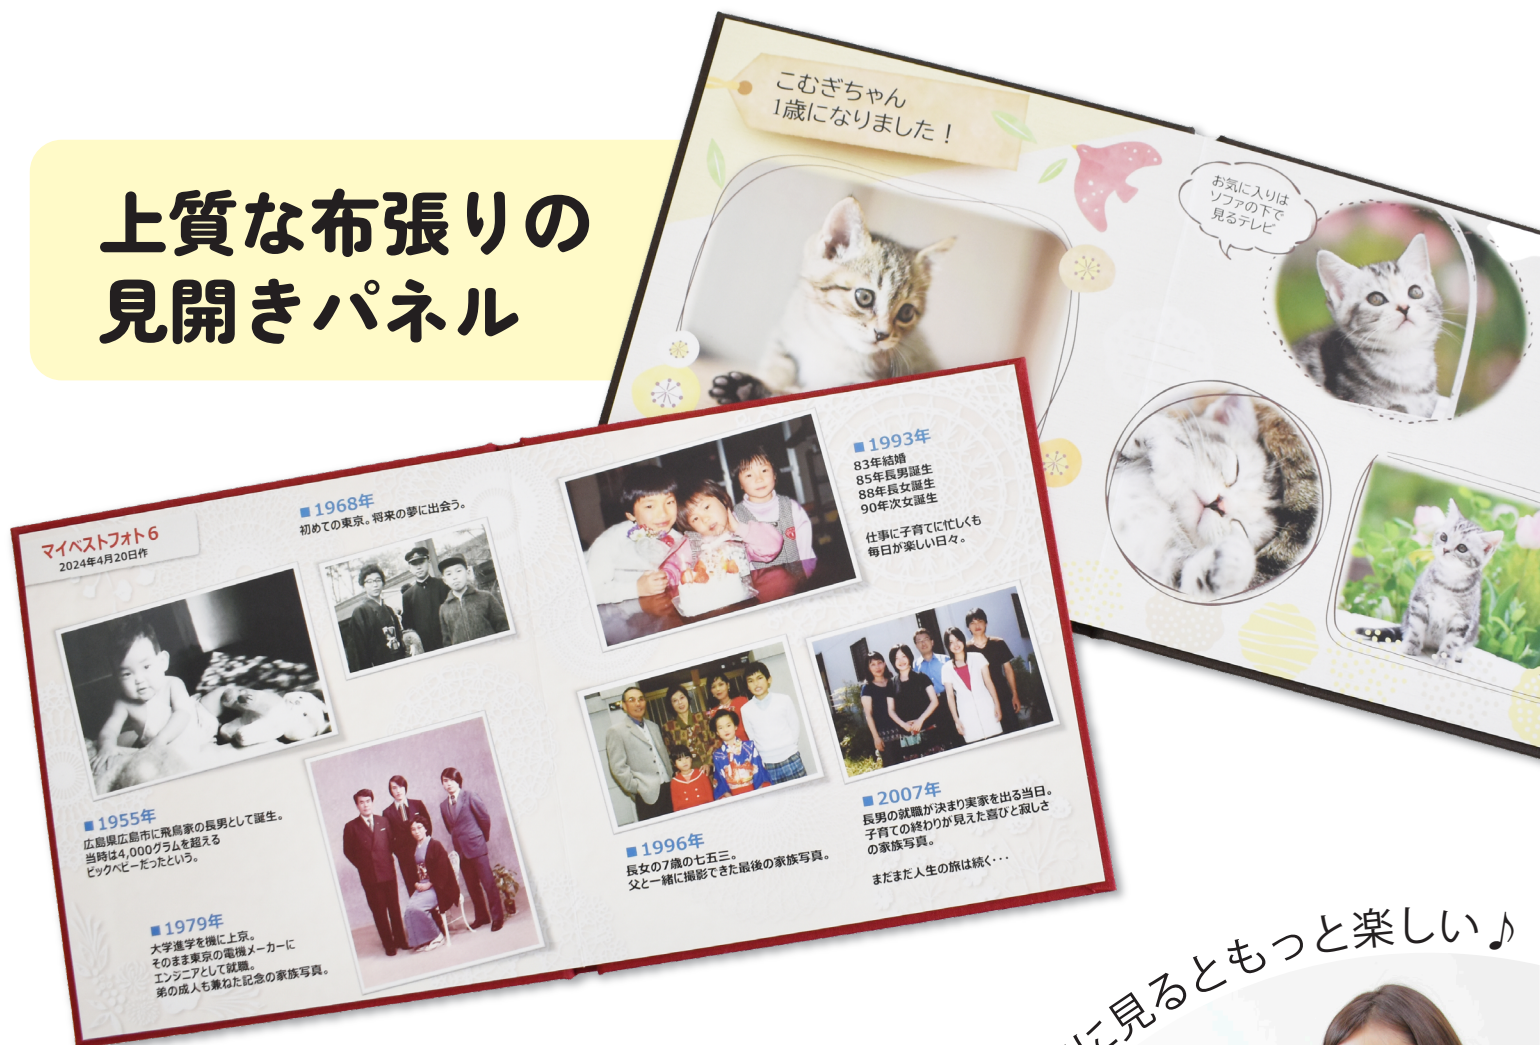 上質な布張りの
見開きパネル
こむぎちゃん
1歳になりました！
お気に入りは
ソファの下で
見るテレビ
マイベストフォト6
2024年4月20日作
■1968年
初めての東京。将来の夢に出会う。
■1955年
広島県広島市に飛鳥家の長男として誕生。
当時は4,000グラムを超える
ビックベビーだったという。
■1979年
大学進学を機に上京。
そのまま東京の電機メーカーに
エンジニアとして就職。
弟の成人も兼ねた記念の家族写真。
■1993年
83年結婚
85年長男誕生
88年長女誕生
90年次女誕生
仕事に子育てに忙しくも
毎日が楽しい日々。
■1996年
長女の7歳の七五三。
父と一緒に撮影できた最後の家族写真。
■2007年
長男の就職が決まり実家を出る当日。
子育ての終わりが見えた喜びと寂しさ
の家族写真。
まだまだ人生の旅は続く･･･
に見るともっと楽しい♪